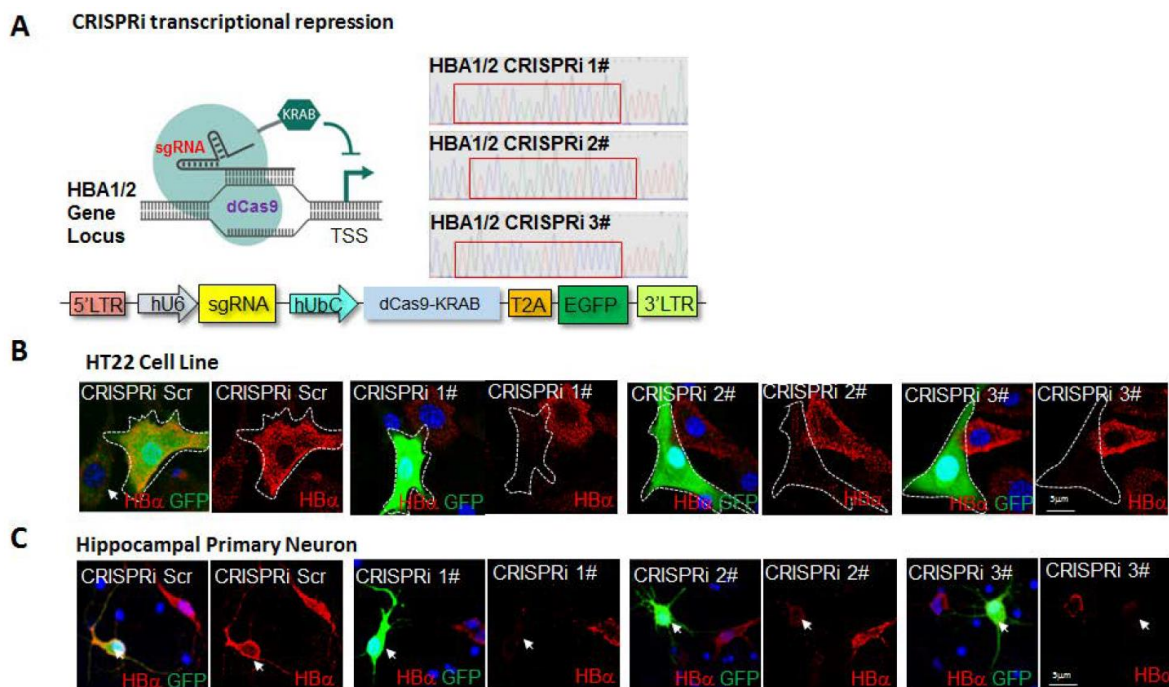 A
CRISPRi transcriptional repression
KRAB
sgRNA
HBA1/2
Gene
Locus
dCas9
TSS
HBA1/2 CRISPRi 1#
HBA1/2 CRISPRi 2#
HBA1/2 CRISPRi 3#
5'LTR hU6 sgRNA hUbC dCas9-KRAB T2A EGFP 3'LTR
B
HT22 Cell Line
CRISPRi Scr CRISPRi Scr CRISPRi 1# CRISPRi 1# CRISPRi 2# CRISPRi 2# CRISPRi 3# CRISPRi 3#
5μm
HBα GFP HBα HBα GFP HBα HBα GFP HBα HBα GFP HBα
C
Hippocampal Primary Neuron
CRISPRi Scr CRISPRi Scr CRISPRi 1# CRISPRi 1# CRISPRi 2# CRISPRi 2# CRISPRi 3# CRISPRi 3#
5μm
HBα GFP HBα HBα GFP HBα HBα GFP HBα HBα GFP HBα